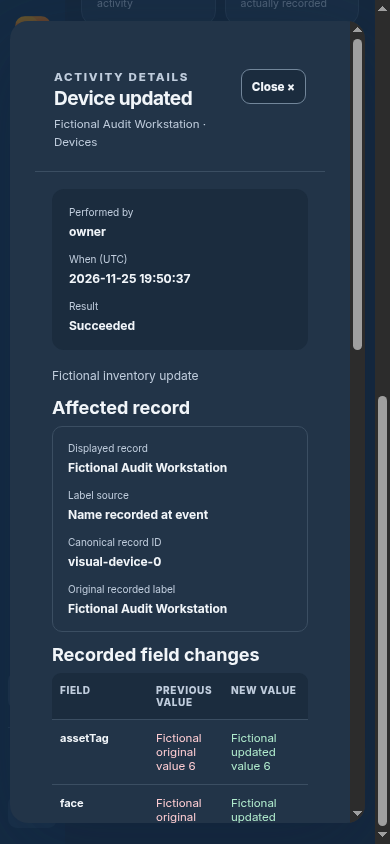 activity
actually recorded
ACTIVITY DETAILS
Device updated
Close ×
Fictional Audit Workstation ·
Devices
Performed by
owner
When (UTC)
2026-11-25 19:50:37
Result
Succeeded
Fictional inventory update
Affected record
Displayed record
Fictional Audit Workstation
Label source
Name recorded at event
Canonical record ID
visual-device-0
Original recorded label
Fictional Audit Workstation
Recorded field changes
FIELD
PREVIOUS
VALUE
NEW VALUE
assetTag
Fictional
original
value 6
Fictional
updated
value 6
face
Fictional
original
Fictional
updated